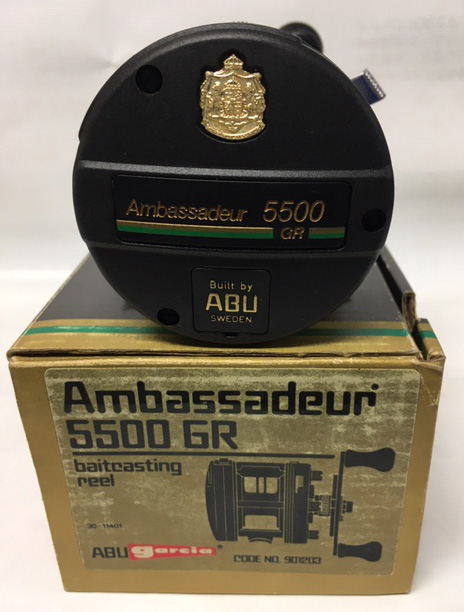 Ambassadeur 5500
GR
Built by
ABU
SWEDEN
Ambassadeur
5500 GR
baitcasting
reel
30-11401
ABU garcia
CODE NO. 901203